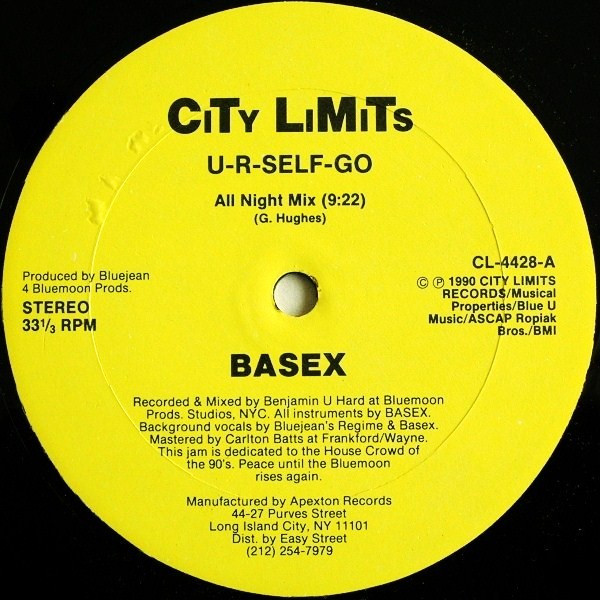 CiTy LiMiTs
U-R-SELF-GO
All Night Mix (9:22)
(G. Hughes)
Produced by Bluejean
4 Bluemoon Prods.
STEREO
33 1/3 RPM
CL-4428-A
© ℗ 1990 CITY LIMITS
RECORDS/Musical
Properties/Blue U
Music/ASCAP Ropiak
Bros./BMI
BASEX
Recorded & Mixed by Benjamin U Hard at Bluemoon
Prods. Studios, NYC. All instruments by BASEX.
Background vocals by Bluejean's Regime & Basex.
Mastered by Carlton Batts at Frankford/Wayne.
This jam is dedicated to the House Crowd of
the 90's. Peace until the Bluemoon
rises again.
Manufactured by Apexton Records
44-27 Purves Street
Long Island City, NY 11101
Dist. by Easy Street
(212) 254-7979